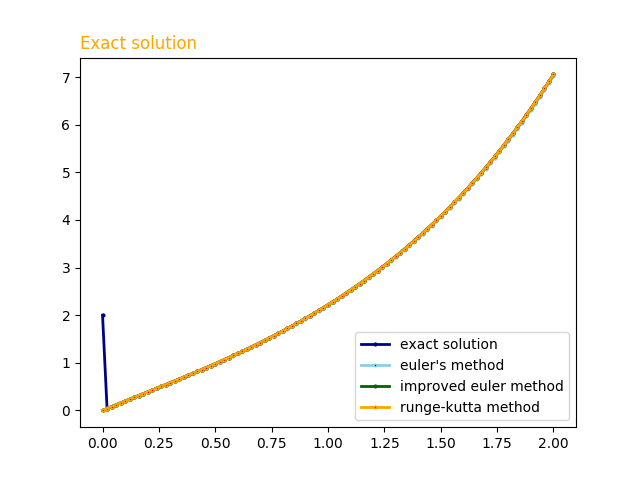 Exact solution
7
6
5
4
3
2
1
0
exact solution
euler's method
improved euler method
runge-kutta method
0.00 0.25 0.50 0.75 1.00 1.25 1.50 1.75 2.00